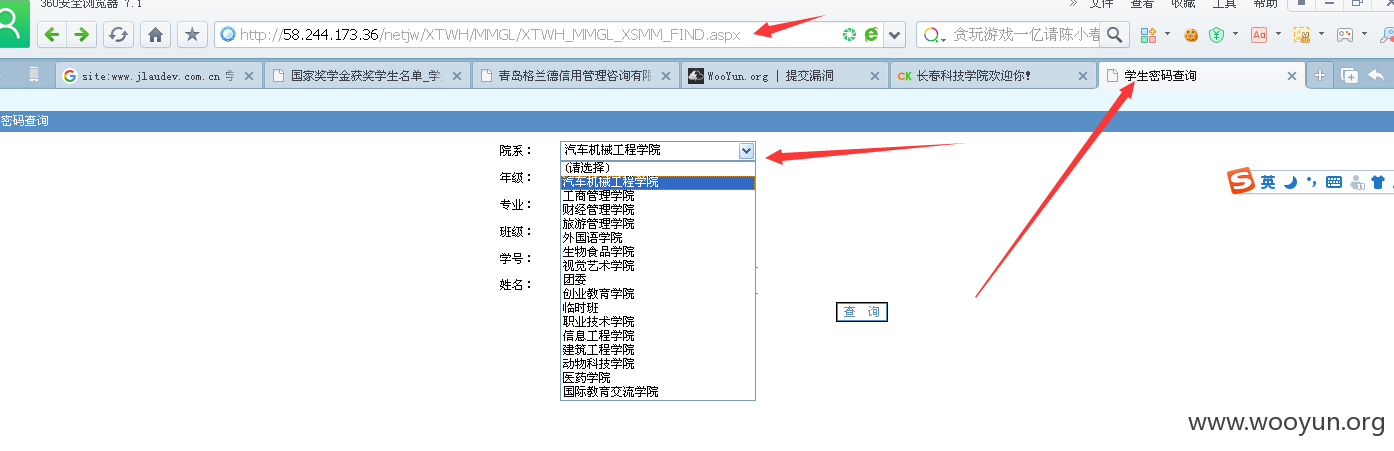 360安全浏览器 7.1
文件 查看 收藏 工具 帮助
http://58.244.173.36/netjw/XTWH/MMGL/XTWH_MMGL_XSMM_FIND.aspx
贪玩游戏一亿请陈小春
site:www.jlaudev.com.cn 学
国家奖学金获奖学生名单_学
青岛格兰德信用管理咨询有限
WooYun.org | 提交漏洞
CK 长春科技学院欢迎你!
学生密码查询
密码查询
院系： 汽车机械工程学院
(请选择)
年级： 汽车机械工程学院
工商管理学院
专业： 财经管理学院
旅游管理学院
班级： 外国语学院
生物食品学院
学号： 视觉艺术学院
团委
姓名： 创业教育学院
临时班
查 询
职业技术学院
信息工程学院
建筑工程学院
动物科技学院
医药学院
国际教育交流学院
英
www.wooyun.org